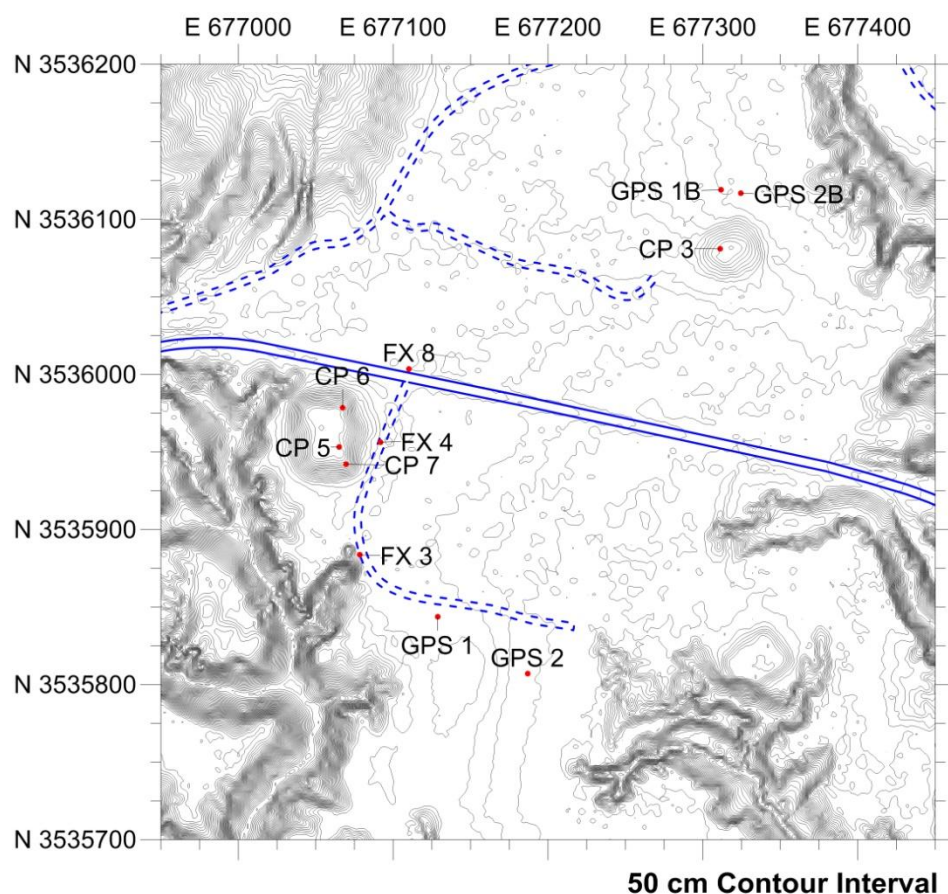 E 677000 E 677100 E 677200 E 677300 E 677400
N 3536200
GPS 1B GPS 2B
N 3536100
CP 3
FX 8
N 3536000
CP 6
FX 4
CP 5
CP 7
N 3535900
FX 3
GPS 1
GPS 2
N 3535800
N 3535700
50 cm Contour Interval